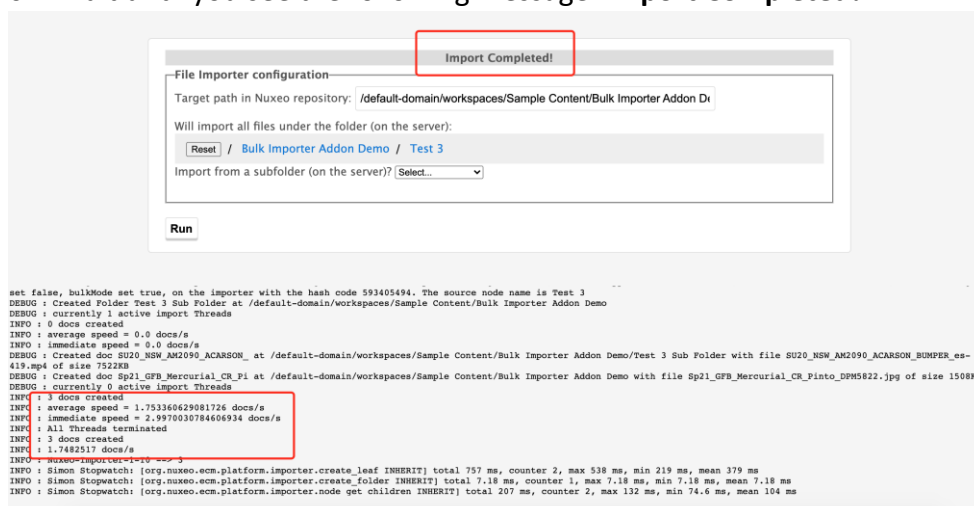 Import Completed!
File Importer configuration
Target path in Nuxeo repository: /default-domain/workspaces/Sample Content/Bulk Importer Addon De
Will import all files under the folder (on the server):
Reset / Bulk Importer Addon Demo / Test 3
Import from a subfolder (on the server)? Select...
Run
set false, bulkMode set true, on the importer with the hash code 593405494. The source node name is Test 3
DEBUG : Created Folder Test 3 Sub Folder at /default-domain/workspaces/Sample Content/Bulk Importer Addon Demo
DEBUG : currently 1 active import Threads
INFO : 0 docs created
INFO : average speed = 0.0 docs/s
INFO : immediate speed = 0.0 docs/s
DEBUG : Created doc SU20_NSW_AM2090_ACARSON_ at /default-domain/workspaces/Sample Content/Bulk Importer Addon Demo/Test 3 Sub Folder with file SU20_NSW_AM2090_ACARSON_BUMPER_es-
419.mp4 of size 7522KB
DEBUG : Created doc Sp21_GFB_Mercurial_CR_Pi at /default-domain/workspaces/Sample Content/Bulk Importer Addon Demo with file Sp21_GFB_Mercurial_CR_Pinto_DPM5822.jpg of size 1508K
DEBUG : currently 0 active import Threads
INFO : 3 docs created
INFO : average speed = 1.753360629081726 docs/s
INFO : immediate speed = 2.9970030784606934 docs/s
INFO : All Threads terminated
INFO : 3 docs created
INFO : 1.7482517 docs/s
INFO : Nuxeo-Importer-1-10 --> 3
INFO : Simon Stopwatch: [org.nuxeo.ecm.platform.importer.create_leaf INHERIT] total 757 ms, counter 2, max 538 ms, min 219 ms, mean 379 ms
INFO : Simon Stopwatch: [org.nuxeo.ecm.platform.importer.create_folder INHERIT] total 7.18 ms, counter 1, max 7.18 ms, min 7.18 ms, mean 7.18 ms
INFO : Simon Stopwatch: [org.nuxeo.ecm.platform.importer.node get children INHERIT] total 207 ms, counter 2, max 132 ms, min 74.6 ms, mean 104 ms